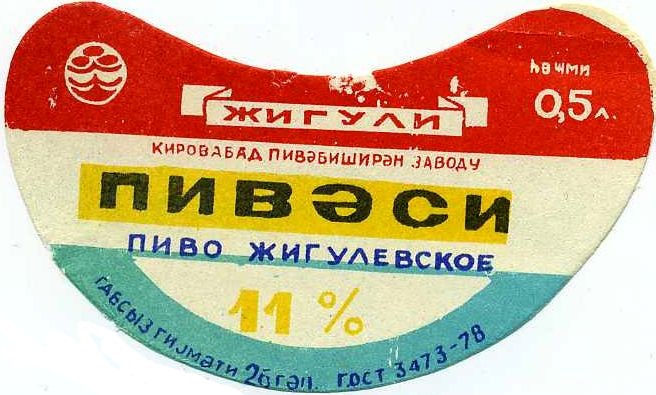 һәҹми
0,5 л.
ЖИГУЛИ
КИРОВАБАД ПИВӘБИШИРӘН ЗАВОДУ
ПИВӘСИ
ПИВО ЖИГУЛЕВСКОЕ
11 %
ГАБСЫЗ ГИЈМӘТИ 26 ГӘП. ГОСТ 3473-78